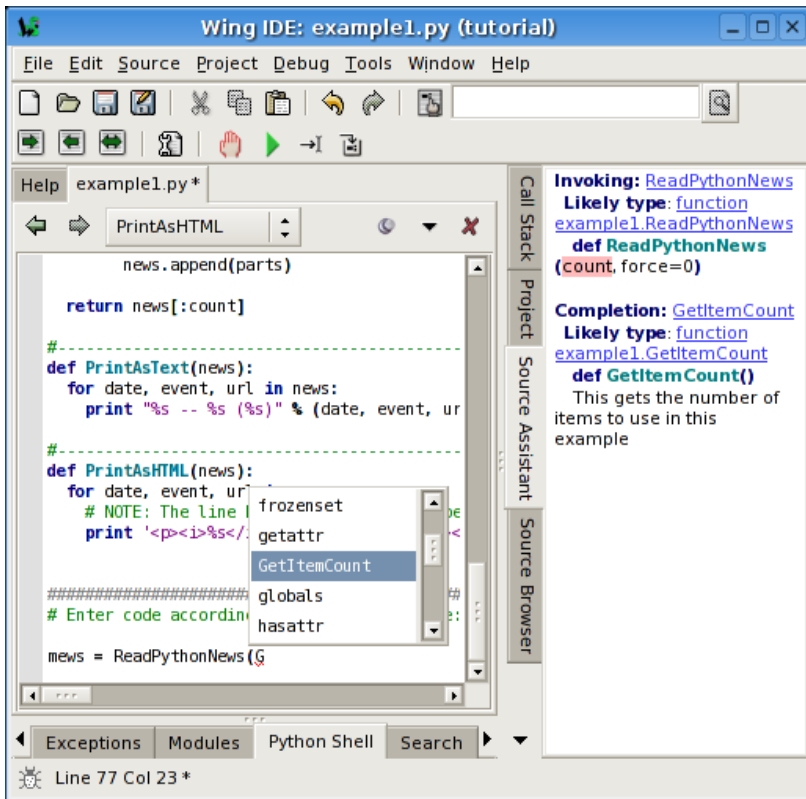 Wing IDE: example1.py (tutorial)
File Edit Source Project Debug Tools Window Help
Help example1.py*
PrintAsHTML
news.append(parts)
return news[:count]
#-------------------------------------------
def PrintAsText(news):
for date, event, url in news:
print "%s -- %s (%s)" % (date, event, ur
#-------------------------------------------
def PrintAsHTML(news):
for date, event, url
# NOTE: The line
print '<p><i>%s</
# Enter code accordin
mews = ReadPythonNews(G
frozenset
getattr
GetItemCount
globals
hasattr
Call Stack
Project
Source Assistant
Source Browser
Invoking: ReadPythonNews
Likely type: function
example1.ReadPythonNews
def ReadPythonNews
(count, force=0)
Completion: GetItemCount
Likely type: function
example1.GetItemCount
def GetItemCount()
This gets the number of
items to use in this
example
Exceptions Modules Python Shell Search
Line 77 Col 23 *